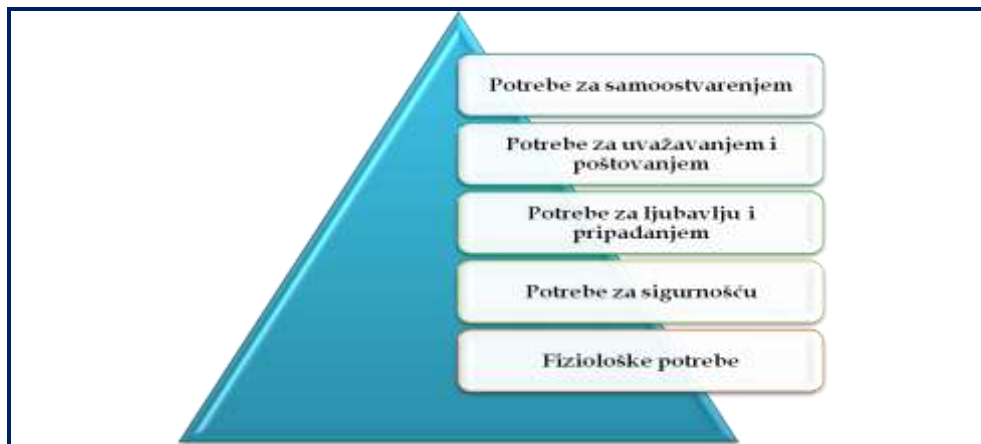 Potrebe za samoostvarenjem
Potrebe za uvažavanjem i
poštovanjem
Potrebe za ljubavlju i
pripadanjem
Potrebe za sigurnošću
Fiziološke potrebe